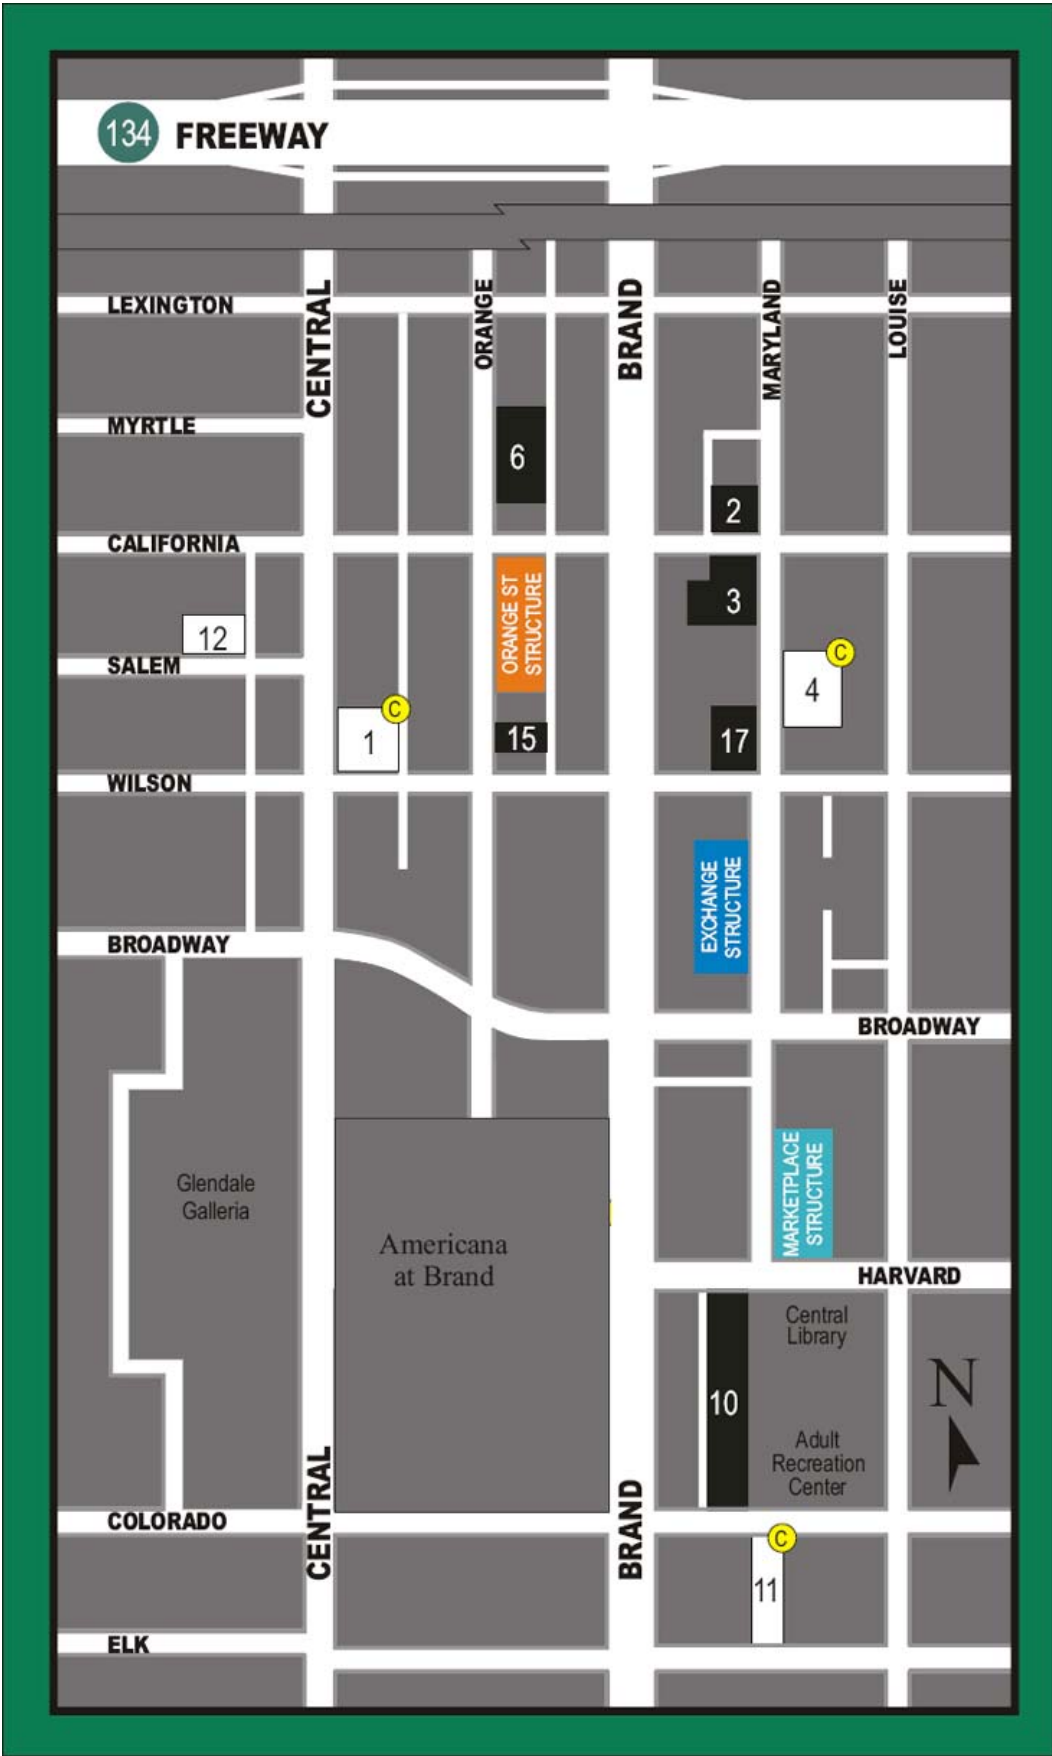 134 FREEWAY
LEXINGTON
CENTRAL
ORANGE
BRAND
MARYLAND
LOUISE
MYRTLE
6
2
CALIFORNIA
ORANGE ST
STRUCTURE
3
12
C
SALEM
4
C
1
15
17
WILSON
EXCHANGE
STRUCTURE
BROADWAY
BROADWAY
MARKETPLACE
STRUCTURE
Glendale
Galleria
Americana
at Brand
HARVARD
Central
Library
N
10
Adult
Recreation
Center
CENTRAL
BRAND
COLORADO
C
11
ELK